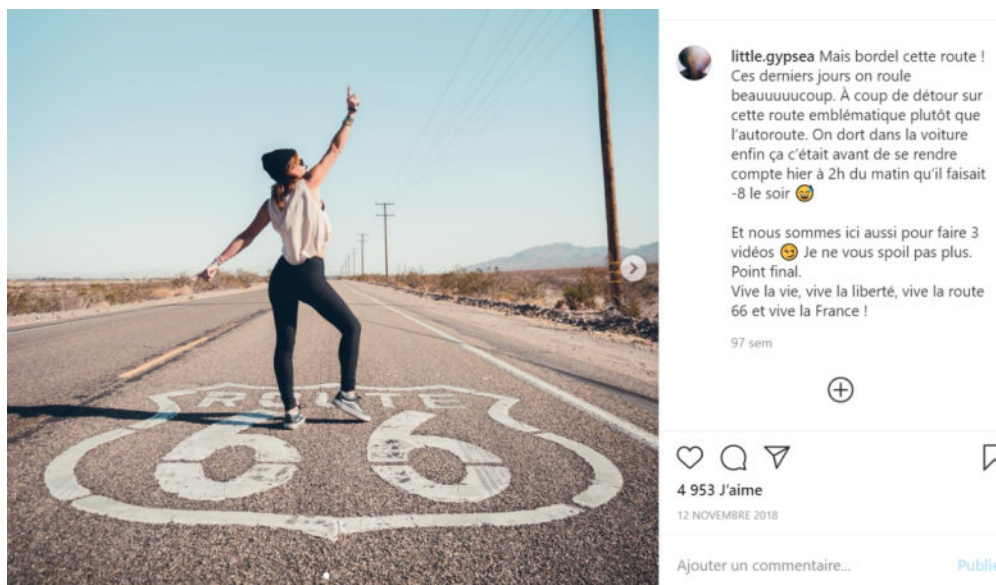 ROUTE
66
little.gypsea Mais bordel cette route !
Ces derniers jours on roule
beauuuuucoup. À coup de détour sur
cette route emblématique plutôt que
l'autoroute. On dort dans la voiture
enfin ça c'était avant de se rendre
compte hier à 2h du matin qu'il faisait
-8 le soir 😅
Et nous sommes ici aussi pour faire 3
vidéos 😏 Je ne vous spoil pas plus.
Point final.
Vive la vie, vive la liberté, vive la route
66 et vive la France !
97 sem
4 953 J'aime
12 NOVEMBRE 2018
Ajouter un commentaire... Publie